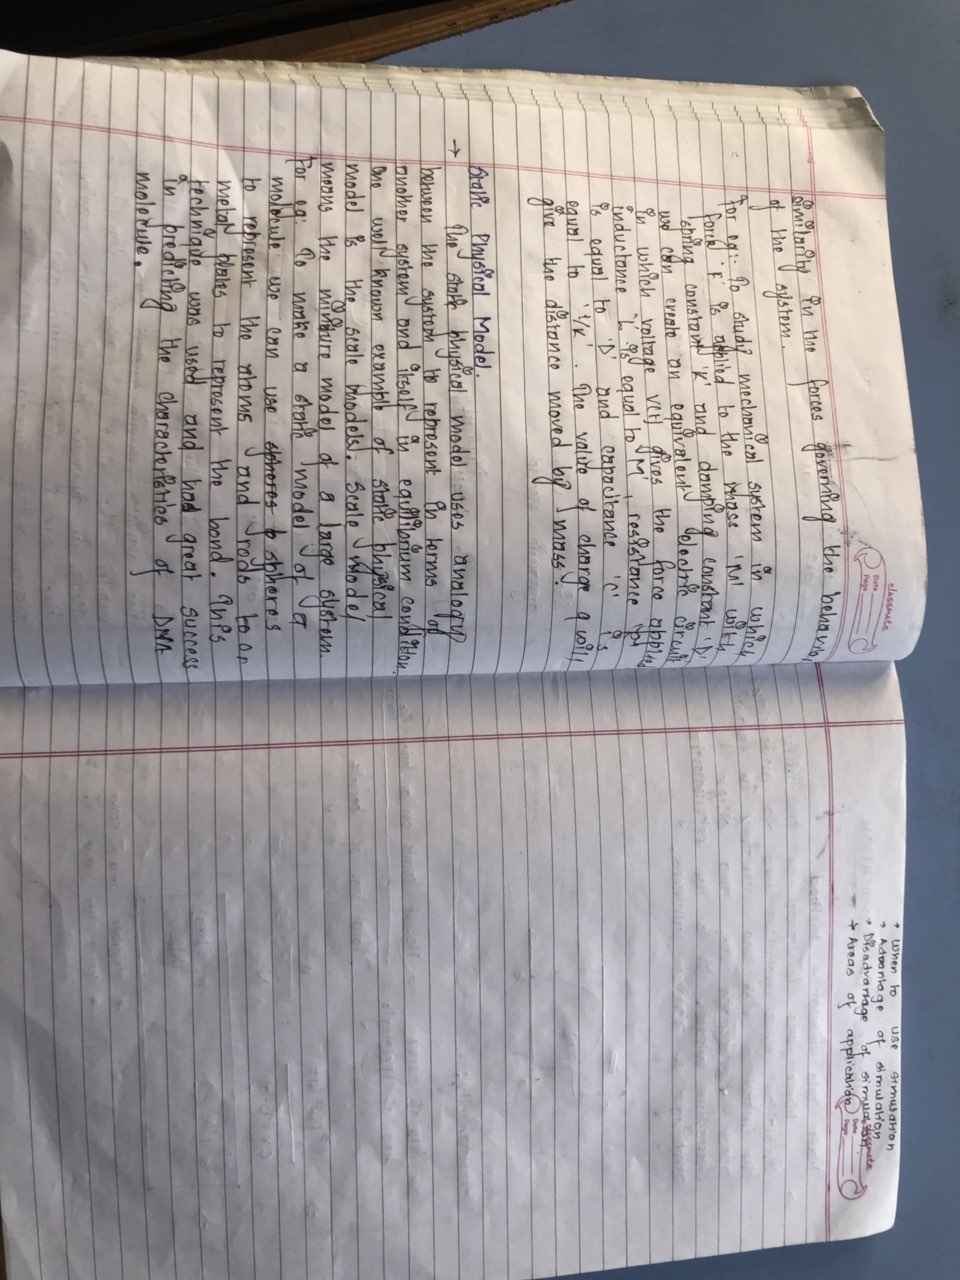 classmate
Date
Page
similarity in the forces governing the behavior
of the system.
For eg:- To study mechanical system in which
force 'F' is applied to the mass 'M' with
spring constant 'K' and damping constant 'D'
we can create an equivalent electric circuit
in which voltage v(t) gives the force applied
inductance 'L' is equal to 'M', resistance 'R'
is equal to 'D' and capacitance 'C' is
equal to '1/K'. The value of charge q will
give the distance moved by mass.
Static Physical Model.
→ The static physical model uses analogy
between the system to represent in terms of
another system and itself in equilibrium condition.
One well known example of static physical
model is the scale models. Scale Model
means the miniture model of a large system.
For eg: To make a static model of a
molecule we can use spheres
to represent the atoms and rods to or
metal plates to represent the bond. This
technique was used and had great success
in predicting the characteristics of DNA
molecule.
→ When to use simulation
→ Advantage of simulation
→ Disadvantage of simulation
→ Areas of application
classmate
Date
Page